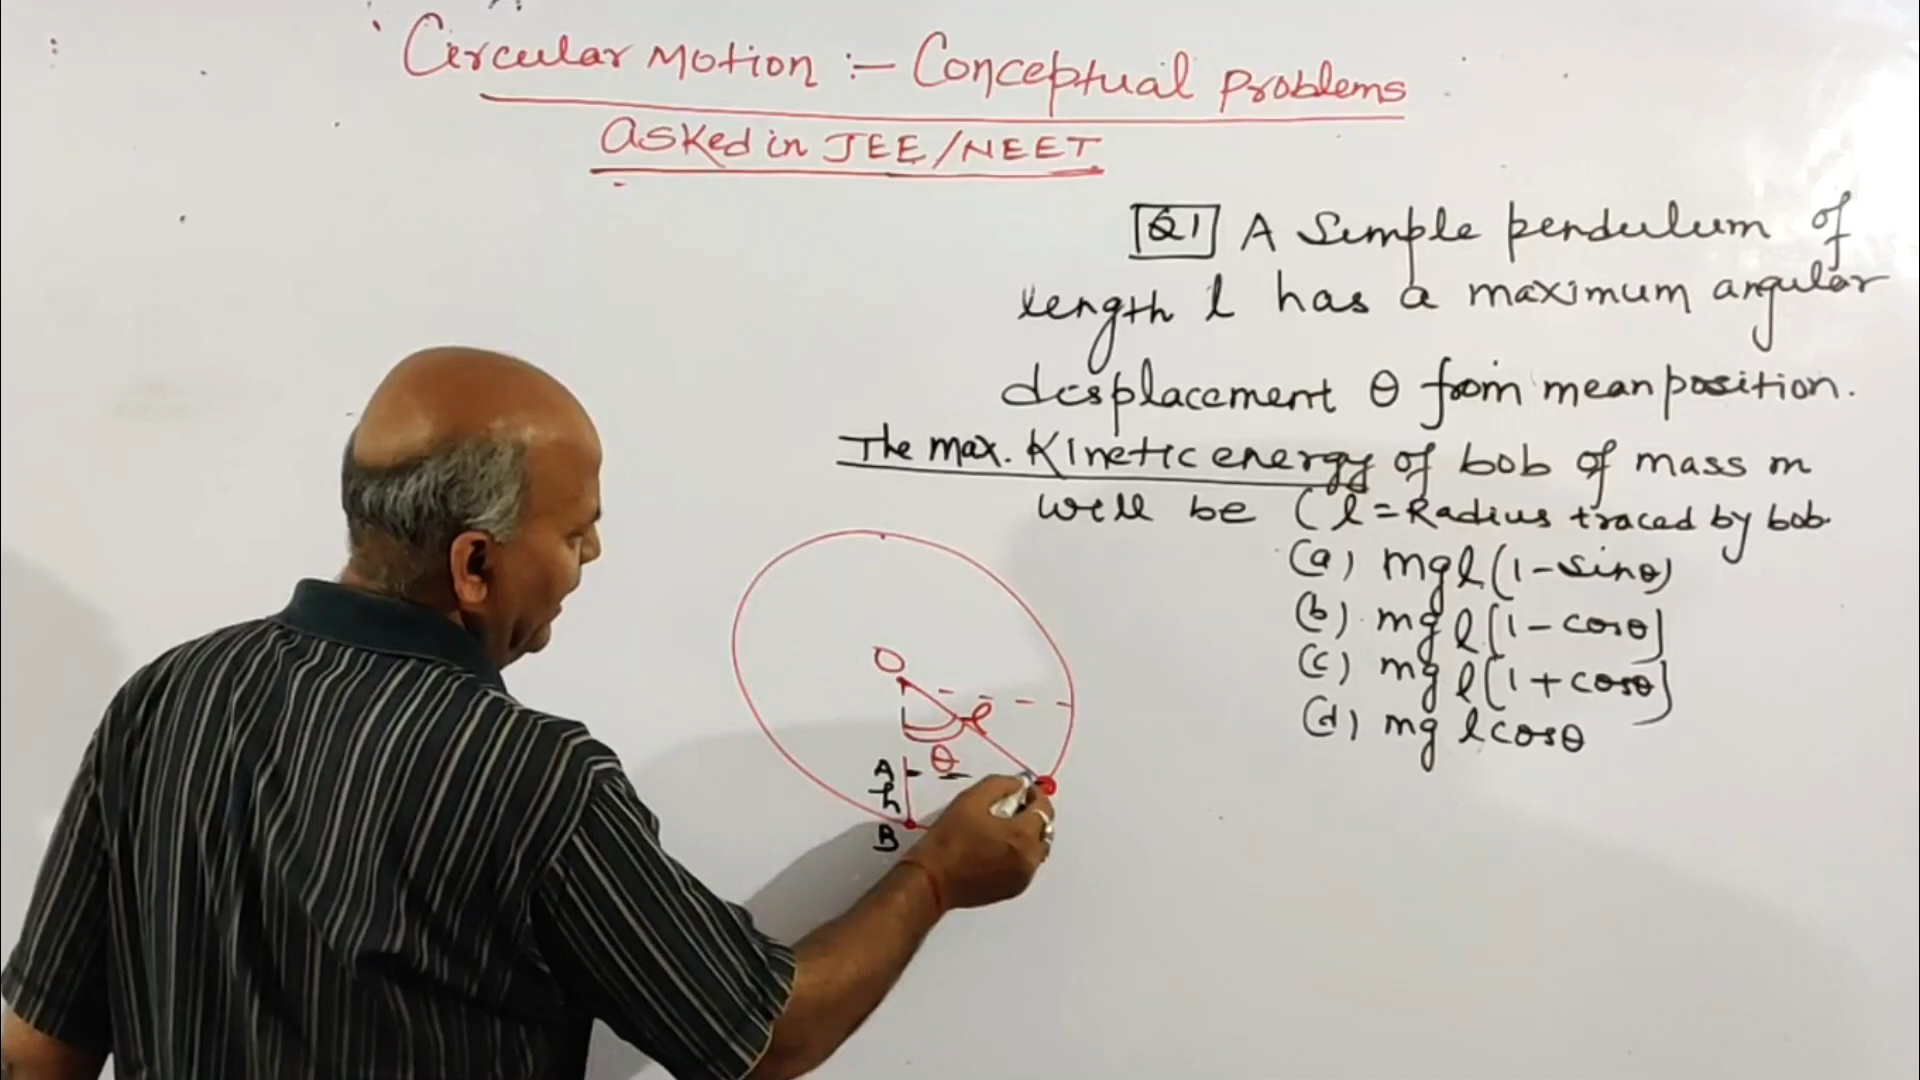 Circular Motion :- Conceptual Problems
asked in JEE/NEET
Q1 A Simple pendulum of
length l has a maximum angular
displacement θ from mean position.
The max. Kinetic energy of bob of mass m
will be (l = Radius traced by bob
(a) mgl(1-sinθ)
(b) mgl[1-cosθ]
(c) mgl[1+cosθ]
(d) mg lcosθ
O
l
θ
A
h
B